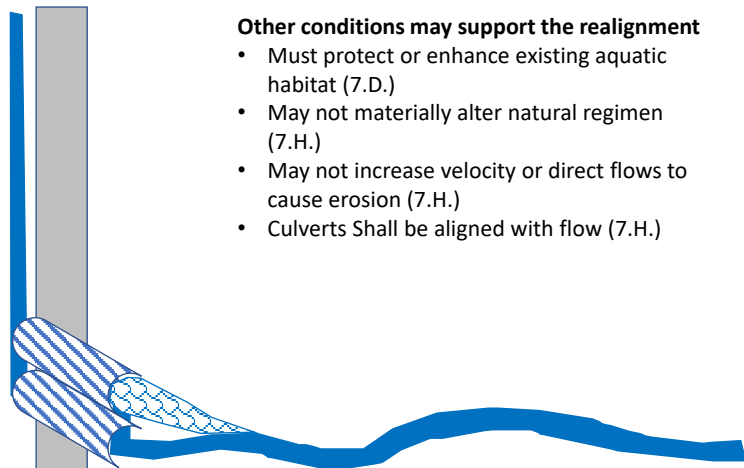 Other conditions may support the realignment
• Must protect or enhance existing aquatic
habitat (7.D.)
• May not materially alter natural regimen
(7.H.)
• May not increase velocity or direct flows to
cause erosion (7.H.)
• Culverts Shall be aligned with flow (7.H.)